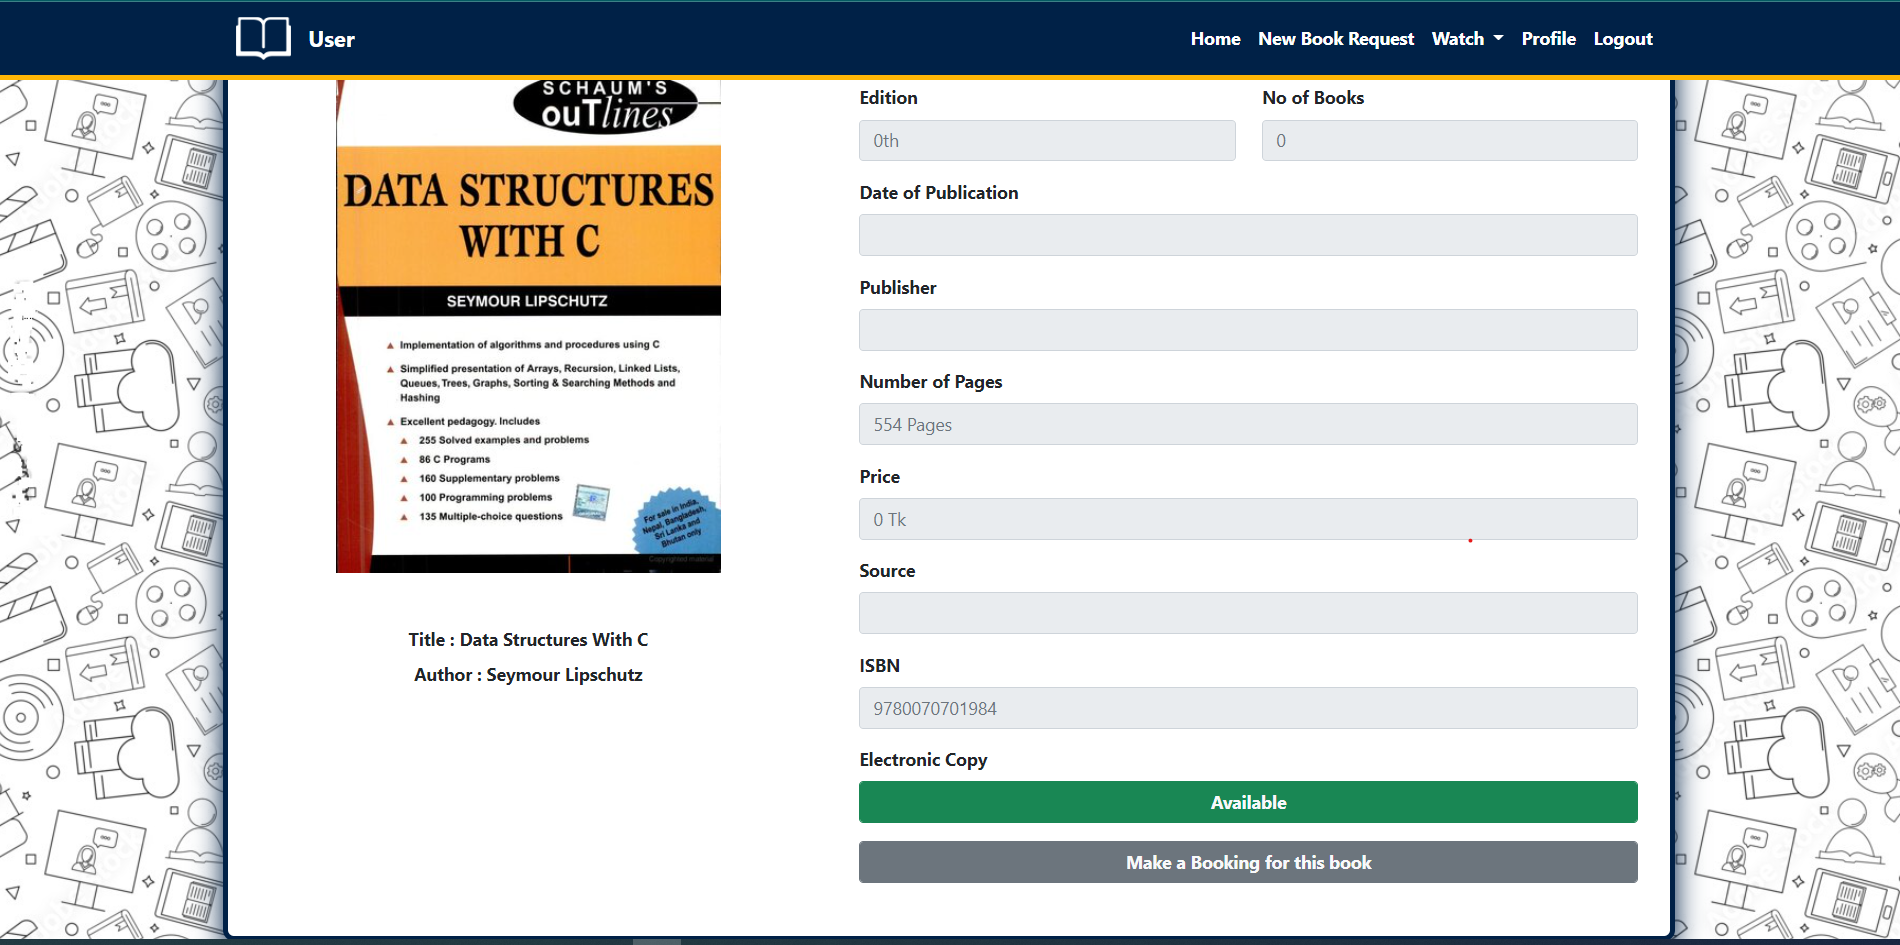 User
Home New Book Request Watch Profile Logout
SCHAUM'S
ouTlines
DATA STRUCTURES
WITH C
SEYMOUR LIPSCHUTZ
Implementation of algorithms and procedures using C
Simplified presentation of Arrays, Recursion, Linked Lists,
Queues, Trees, Graphs, Sorting & Searching Methods and
Hashing
Excellent pedagogy. Includes
255 Solved examples and problems
86 C Programs
160 Supplementary problems
100 Programming problems
135 Multiple-choice questions
For sale in India,
Nepal, Bangladesh,
Sri Lanka and
Bhutan only
Copyrighted material
Title : Data Structures With C
Author : Seymour Lipschutz
Edition
0th
No of Books
0
Date of Publication
Publisher
Number of Pages
554 Pages
Price
0 Tk
Source
ISBN
9780070701984
Electronic Copy
Available
Make a Booking for this book